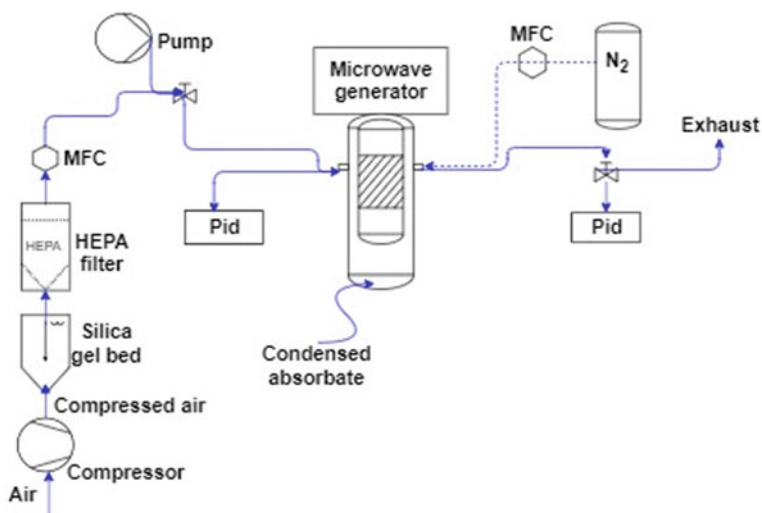 Pump
MFC
N2
Microwave
generator
Exhaust
MFC
Pid
Pid
HEPA
HEPA
filter
Silica
gel bed
Condensed
absorbate
Compressed air
Compressor
Air